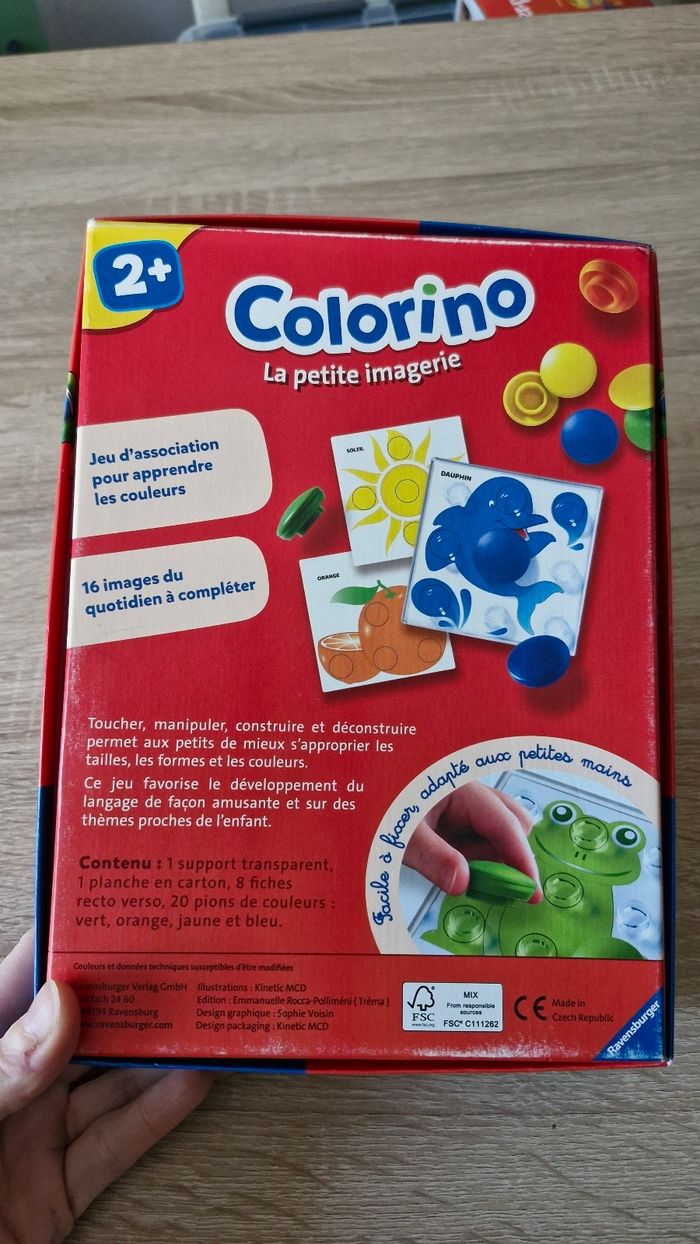 2+
Colorino
La petite imagerie
Jeu d'association
pour apprendre
les couleurs
16 images du
quotidien à compléter
SOLEIL
DAUPHIN
ORANGE
Toucher, manipuler, construire et déconstruire
permet aux petits de mieux s'approprier les
tailles, les formes et les couleurs.
Ce jeu favorise le développement du
langage de façon amusante et sur des
thèmes proches de l'enfant.
Facile à fixer, adapté aux petites mains
Contenu : 1 support transparent,
1 planche en carton, 8 fiches
recto verso, 20 pions de couleurs :
vert, orange, jaune et bleu.
Couleurs et données techniques susceptibles d'être modifiées
Ravensburger Verlag GmbH
24 60
Ravensburg
www.ravensburger.com
Illustrations : Kinetic MCD
Edition : Emmanuelle Rocca-Polliméni ( Tréma )
Design graphique : Sophie Voisin
Design packaging : Kinetic MCD
FSC
www.fsc.org
MIX
From responsible
sources
FSC® C111262
CE
Made in
Czech Republic
Ravensburger